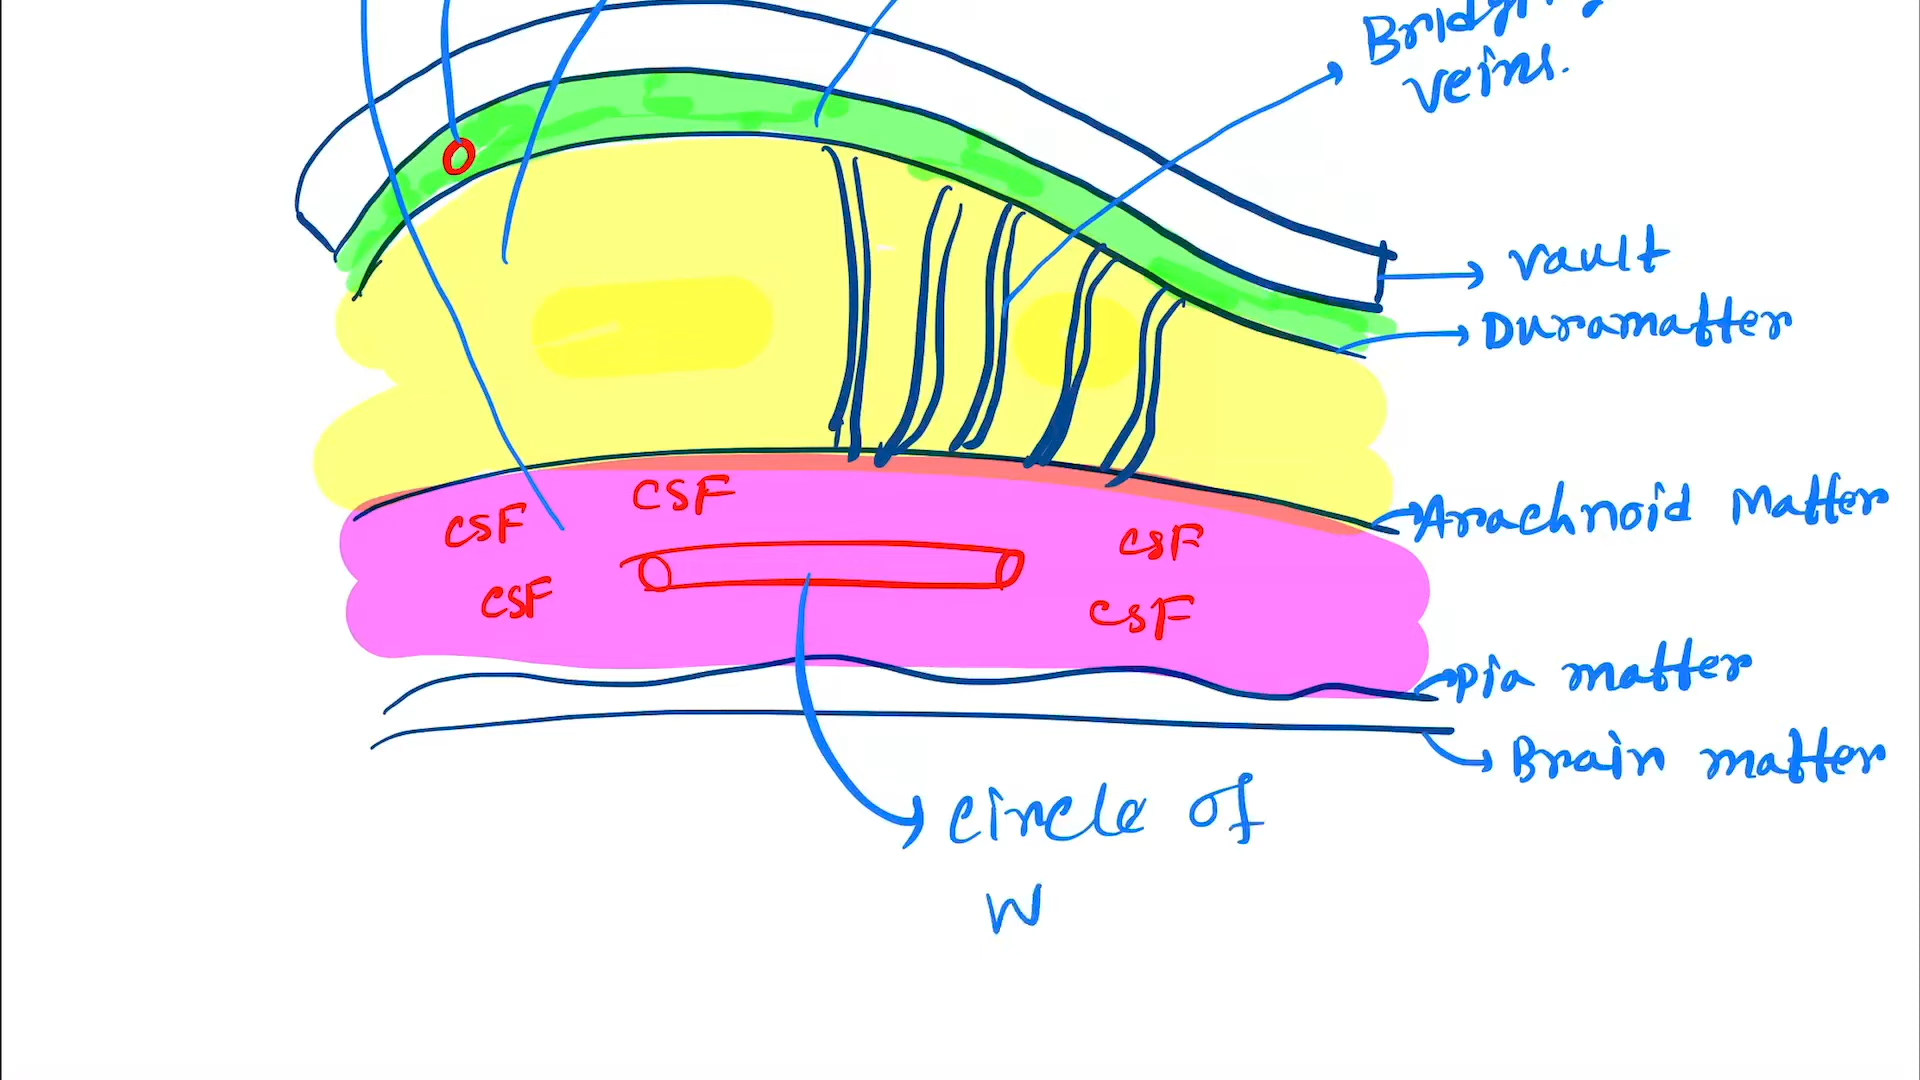 veins.
vault
Duramatter
CSF
CSF
Arachnoid Matter
CSF
CSF
CSF
pia matter
Brain matter
circle of
W